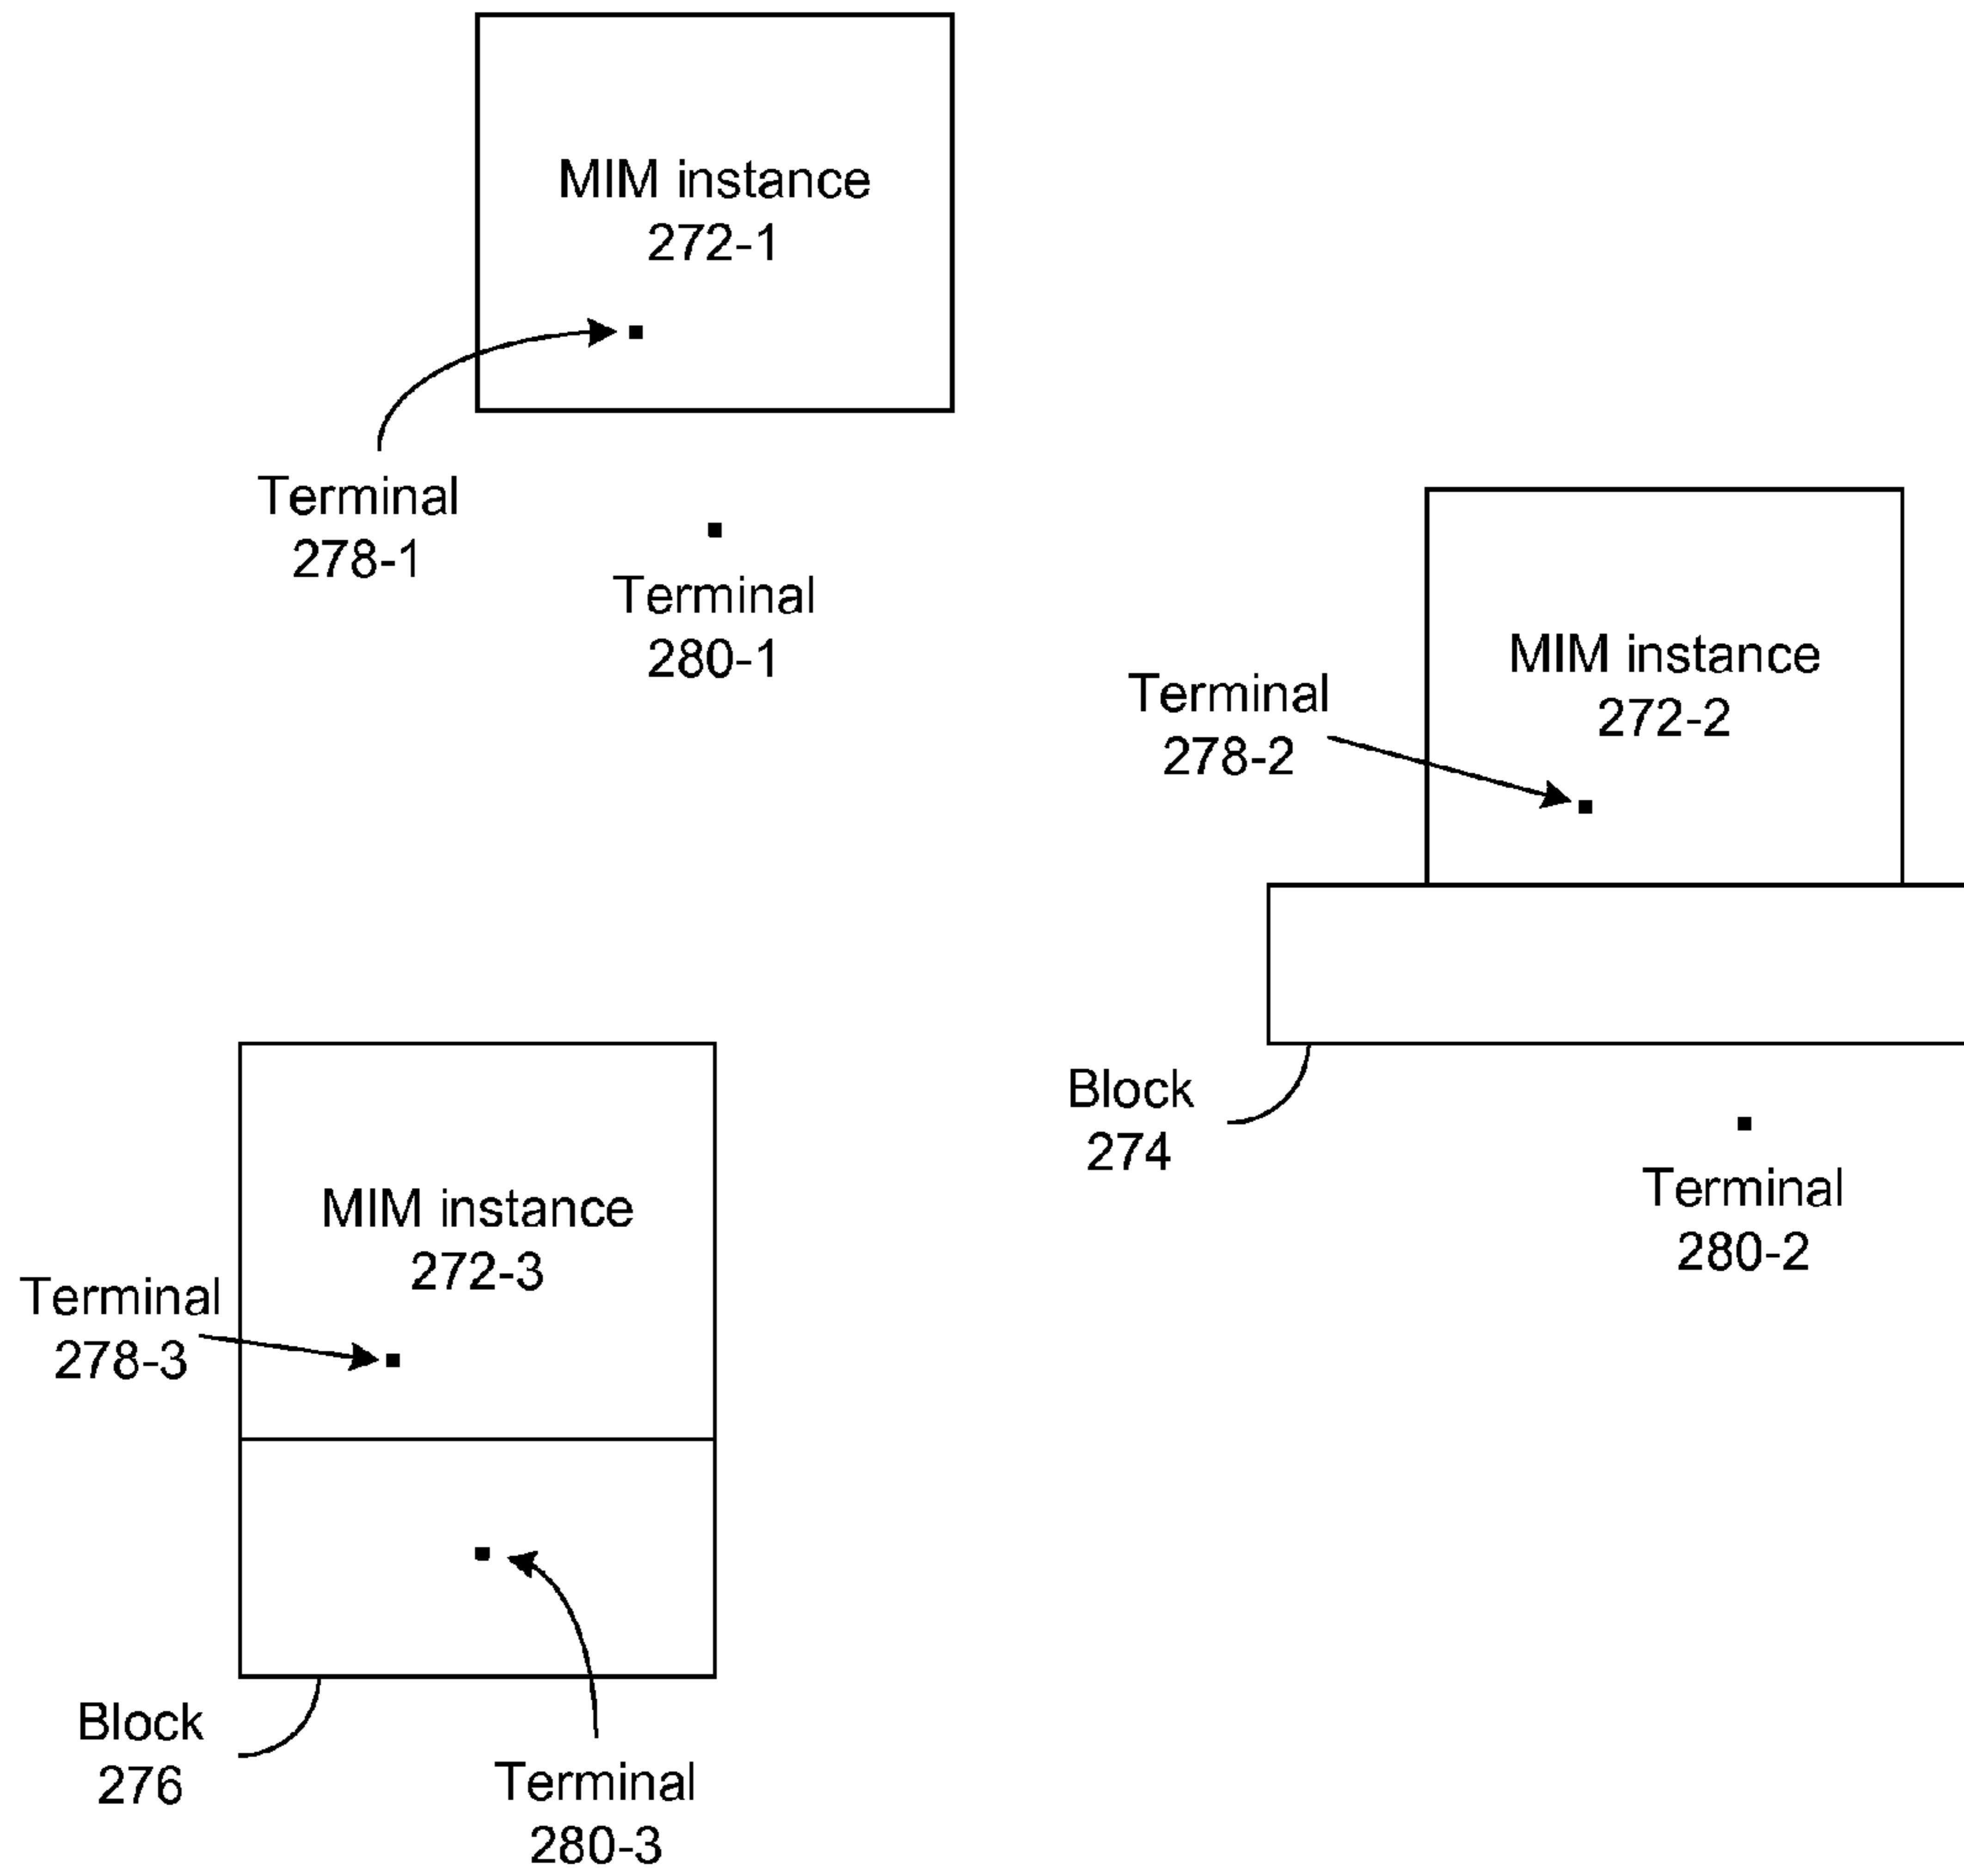 MIM instance
272-1
Terminal
278-1
Terminal
280-1
MIM instance
272-2
Terminal
278-2
Block
274
Terminal
280-2
MIM instance
272-3
Terminal
278-3
Block
276
Terminal
280-3